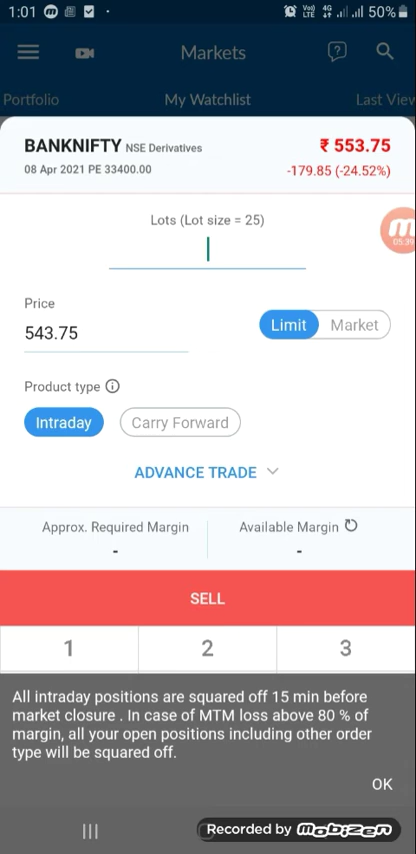 1:01 50%
Vo)) LTE 4G
Markets
Portfolio My Watchlist Last View
BANKNIFTY NSE Derivatives ₹ 553.75
08 Apr 2021 PE 33400.00 -179.85 (-24.52%)
Lots (Lot size = 25)
05:39
Price
543.75 Limit Market
Product type
Intraday Carry Forward
ADVANCE TRADE
Approx. Required Margin Available Margin
- -
SELL
1 2 3
All intraday positions are squared off 15 min before
market closure . In case of MTM loss above 80 % of
margin, all your open positions including other order
type will be squared off.
OK
Recorded by mobizen